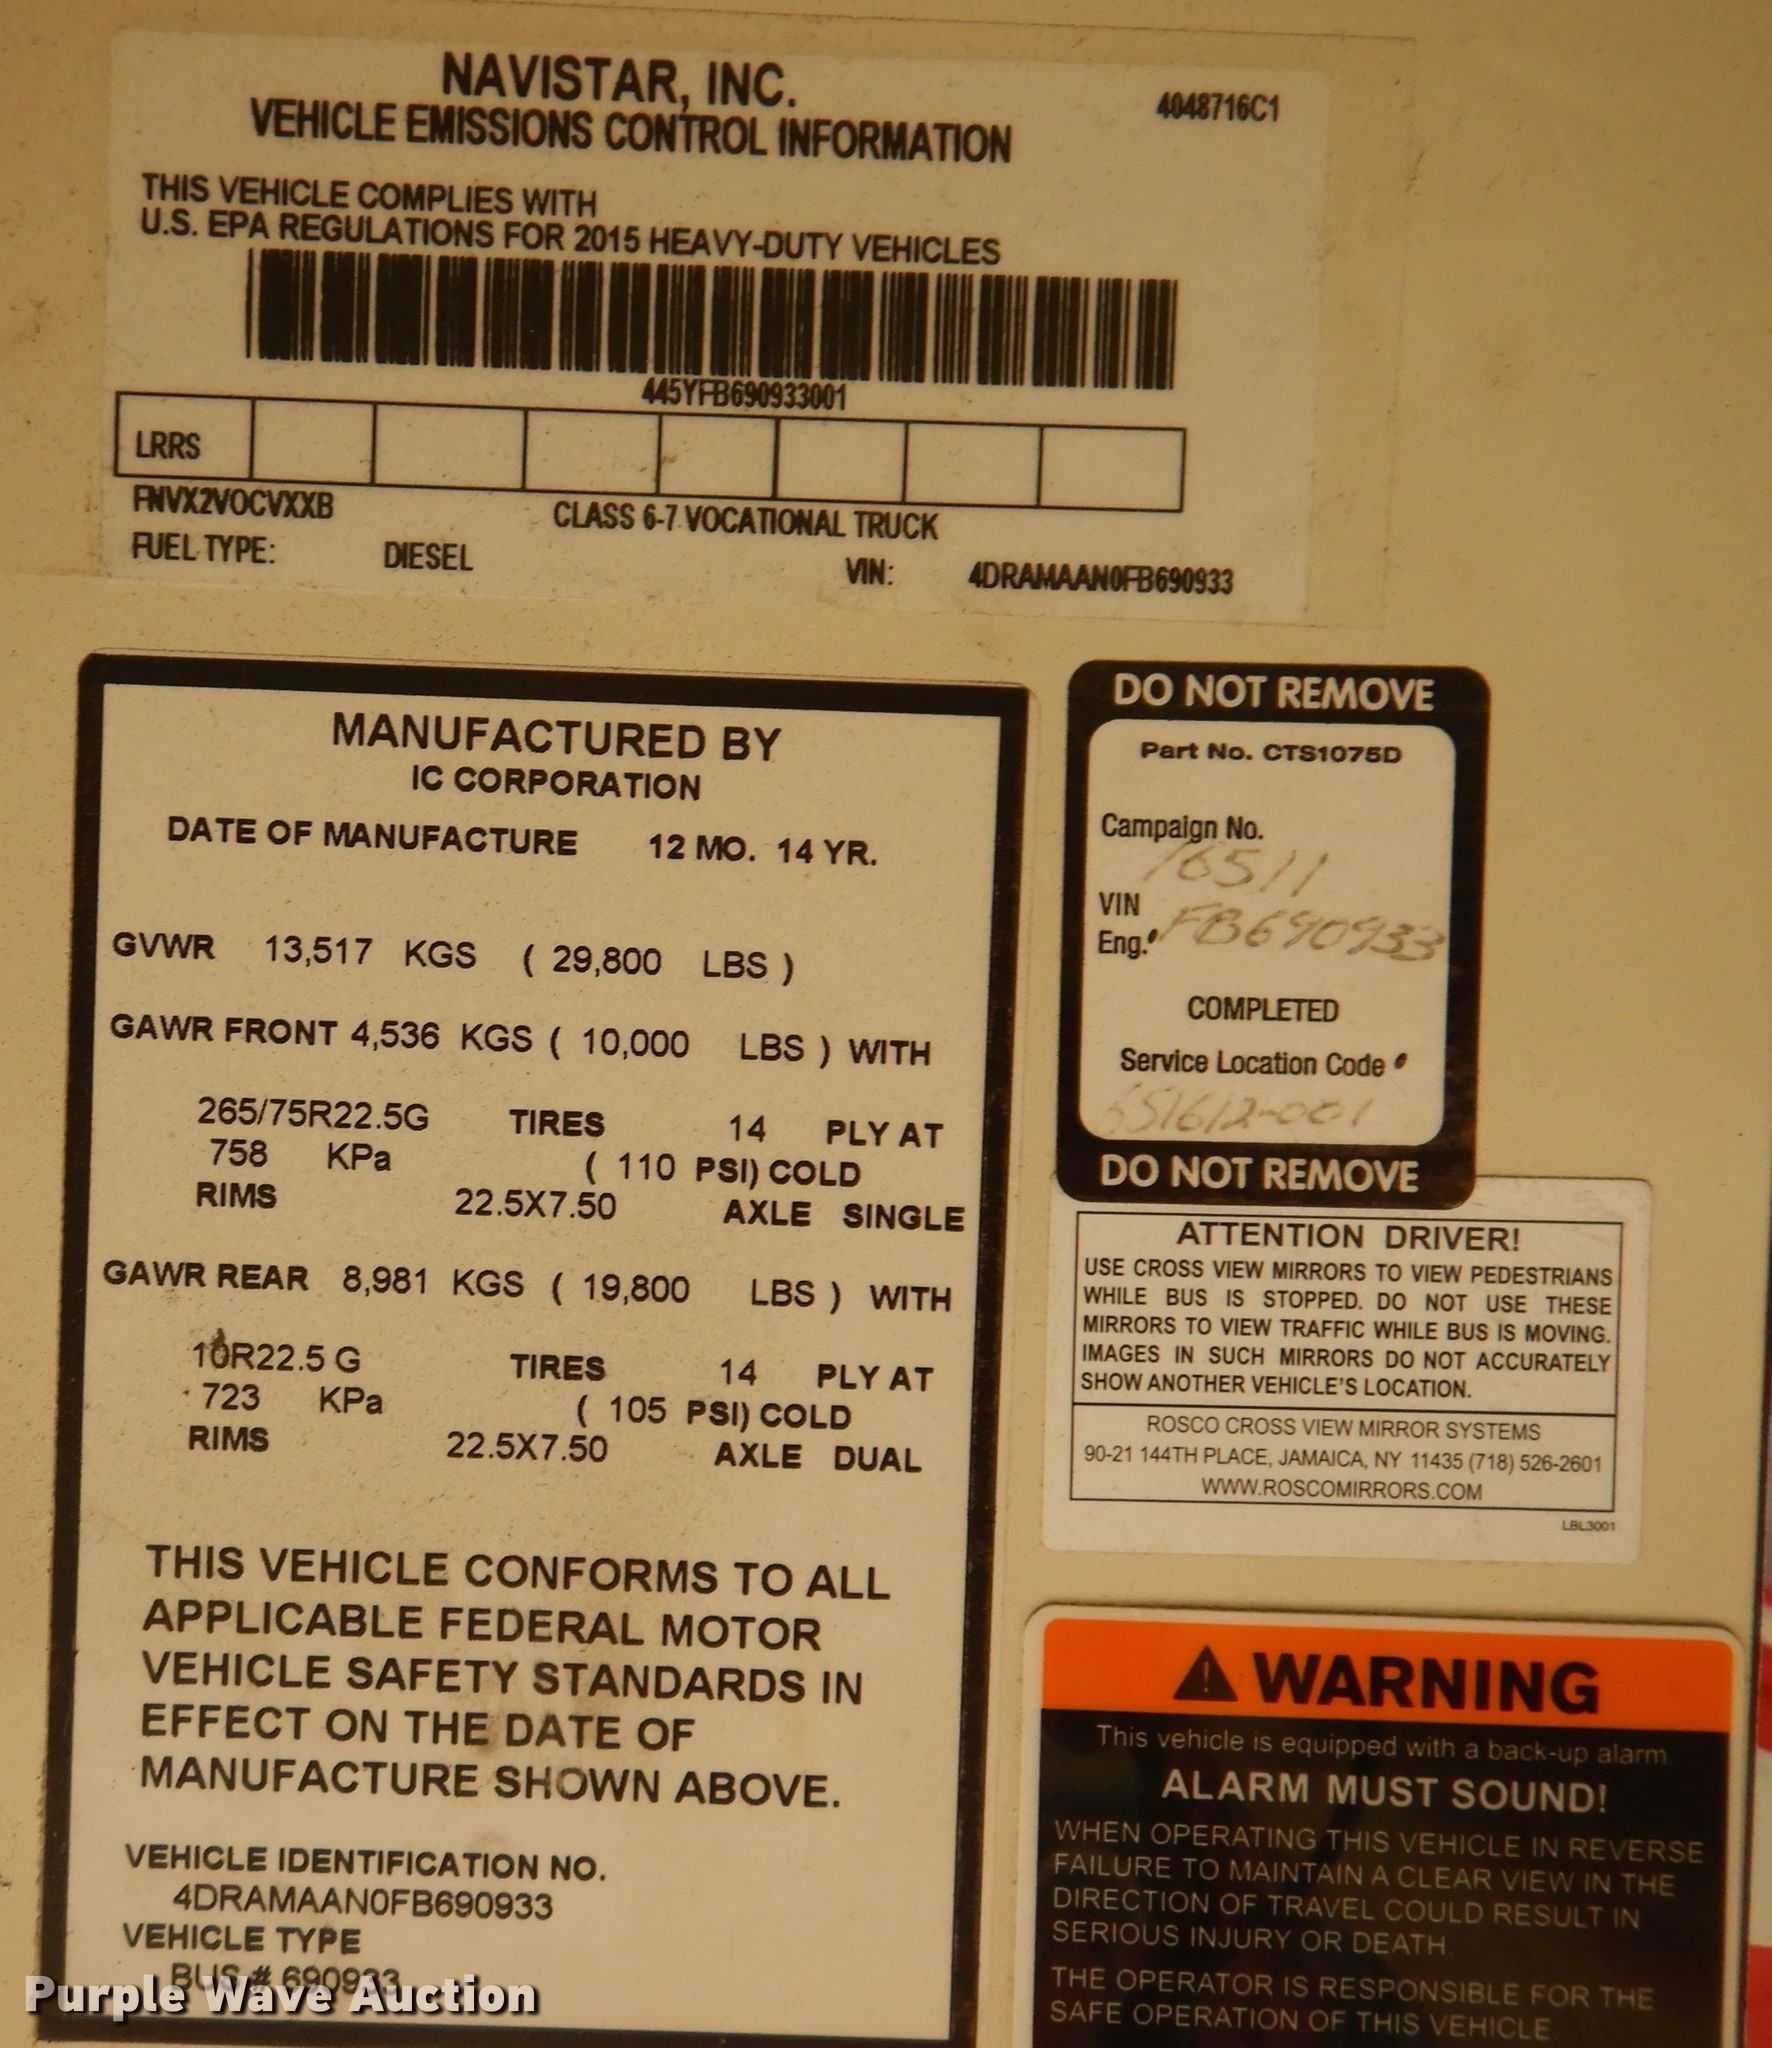 NAVISTAR, INC.
4048716C1
VEHICLE EMISSIONS CONTROL INFORMATION
THIS VEHICLE COMPLIES WITH
U.S. EPA REGULATIONS FOR 2015 HEAVY-DUTY VEHICLES
445YFB690933001
LRRS
FNVX2VOCVXXB
CLASS 6-7 VOCATIONAL TRUCK
FUEL TYPE: DIESEL
VIN: 4DRAMAAN0FB690933
MANUFACTURED BY
IC CORPORATION
DATE OF MANUFACTURE 12 MO. 14 YR.
GVWR 13,517 KGS ( 29,800 LBS )
GAWR FRONT 4,536 KGS ( 10,000 LBS ) WITH
265/75R22.5G TIRES 14 PLY AT
758 KPa ( 110 PSI) COLD
RIMS 22.5X7.50 AXLE SINGLE
GAWR REAR 8,981 KGS ( 19,800 LBS ) WITH
10R22.5 G TIRES 14 PLY AT
723 KPa ( 105 PSI) COLD
RIMS 22.5X7.50 AXLE DUAL
THIS VEHICLE CONFORMS TO ALL
APPLICABLE FEDERAL MOTOR
VEHICLE SAFETY STANDARDS IN
EFFECT ON THE DATE OF
MANUFACTURE SHOWN ABOVE.
VEHICLE IDENTIFICATION NO.
4DRAMAAN0FB690933
VEHICLE TYPE
BUS # 690933
DO NOT REMOVE
Part No. CTS1075D
Campaign No.
16511
VIN
Eng. FB690933
COMPLETED
Service Location Code
651612-001
DO NOT REMOVE
ATTENTION DRIVER!
USE CROSS VIEW MIRRORS TO VIEW PEDESTRIANS
WHILE BUS IS STOPPED. DO NOT USE THESE
MIRRORS TO VIEW TRAFFIC WHILE BUS IS MOVING.
IMAGES IN SUCH MIRRORS DO NOT ACCURATELY
SHOW ANOTHER VEHICLE'S LOCATION.
ROSCO CROSS VIEW MIRROR SYSTEMS
90-21 144TH PLACE, JAMAICA, NY 11435 (718) 526-2601
WWW.ROSCOMIRRORS.COM
LBL3001
WARNING
This vehicle is equipped with a back-up alarm.
ALARM MUST SOUND!
WHEN OPERATING THIS VEHICLE IN REVERSE
FAILURE TO MAINTAIN A CLEAR VIEW IN THE
DIRECTION OF TRAVEL COULD RESULT IN
SERIOUS INJURY OR DEATH.
THE OPERATOR IS RESPONSIBLE FOR THE
SAFE OPERATION OF THIS VEHICLE.
Purple Wave Auction